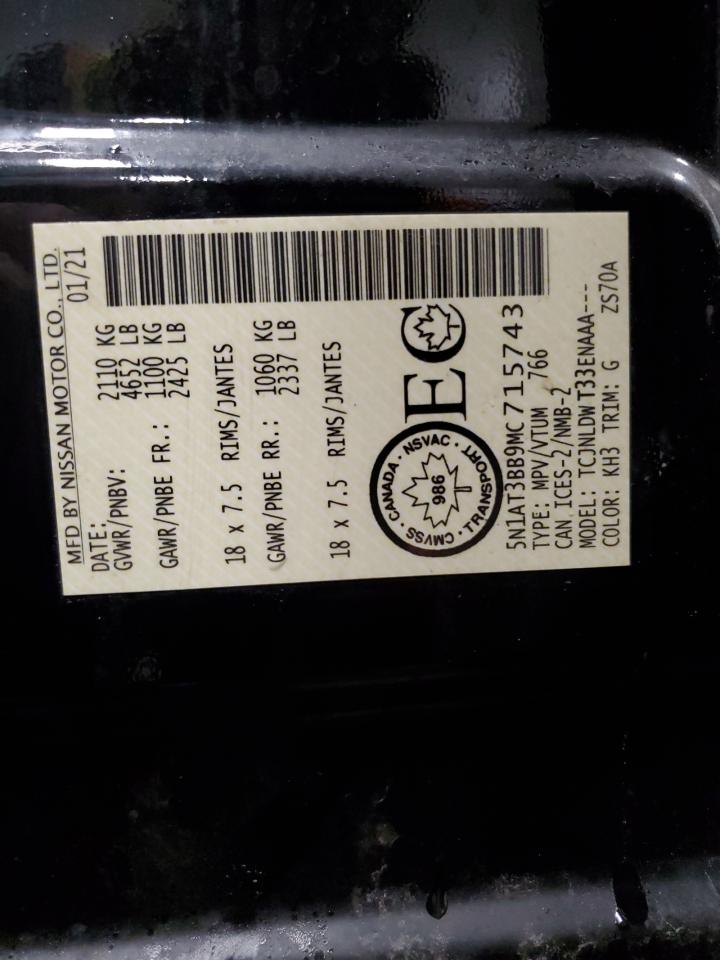 MFD BY NISSAN MOTOR CO., LTD.
DATE: 01/21
GVWR/PNBV: 2110 KG
4652 LB
GAWR/PNBE FR.: 1100 KG
2425 LB
18 x 7.5 RIMS/JANTES
GAWR/PNBE RR.: 1060 KG
2337 LB
18 x 7.5 RIMS/JANTES
CANADA · NSVAC · TRANSPORT · CMVSS ·
986
EC
5N1AT3BB9MC715743
TYPE: MPV/VTUM 766
CAN ICES-2/NMB-2
MODEL: TCJNLDWT33ENAAA---
COLOR: KH3 TRIM: G ZS70A